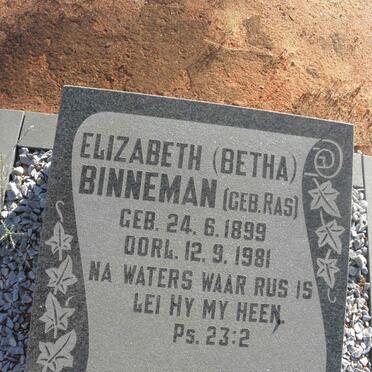 ELIZABETH (BETHA)
BINNEMAN (GEB. RAS)
GEB. 24.6.1899
OORL. 12.9.1981
NA WATERS WAAR RUS IS
LEI HY MY HEEN.
Ps. 23:2